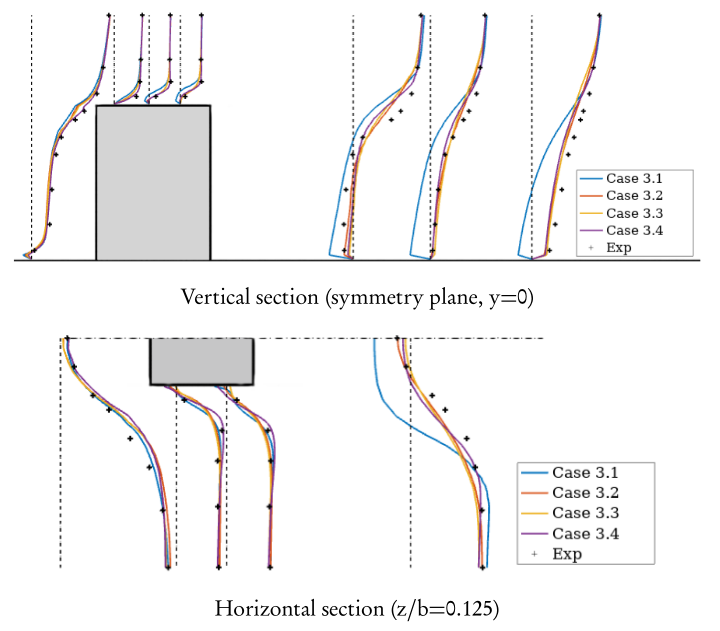 Case 3.1
Case 3.2
Case 3.3
Case 3.4
Exp
Vertical section (symmetry plane, y=0)
Case 3.1
Case 3.2
Case 3.3
Case 3.4
Exp
Horizontal section (z/b=0.125)